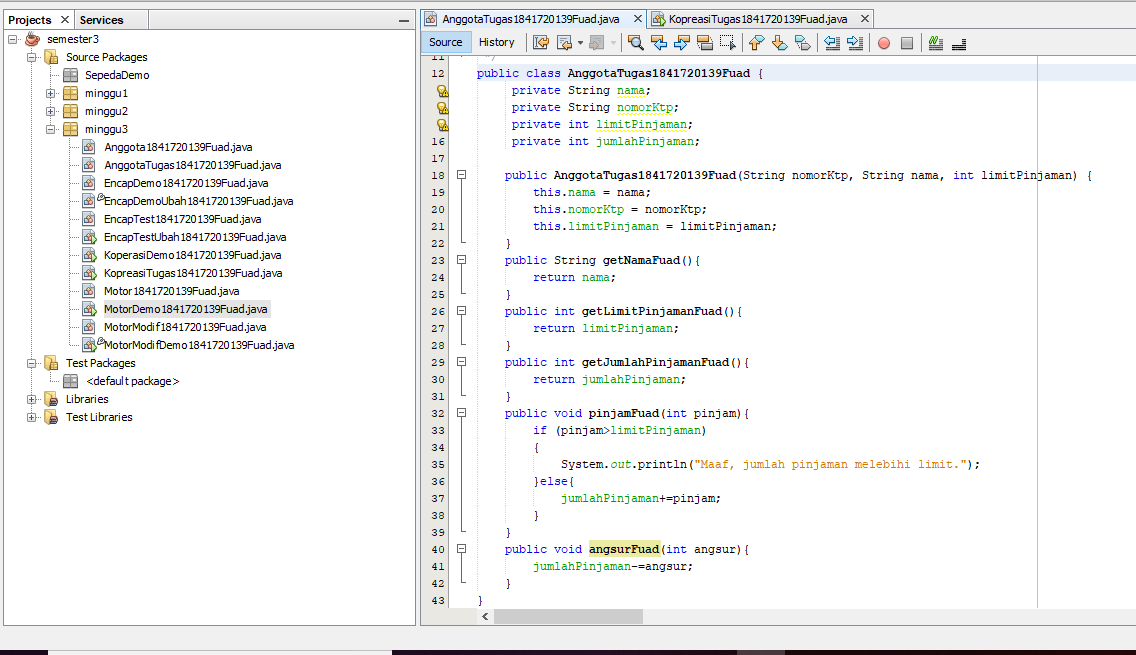 Projects
Services
semester3
Source Packages
SepedaDemo
minggu1
minggu2
minggu3
Anggota1841720139Fuad.java
AnggotaTugas1841720139Fuad.java
EncapDemo1841720139Fuad.java
EncapDemoUbah1841720139Fuad.java
EncapTest1841720139Fuad.java
EncapTestUbah1841720139Fuad.java
KoperasiDemo1841720139Fuad.java
KopreasiTugas1841720139Fuad.java
Motor1841720139Fuad.java
MotorDemo1841720139Fuad.java
MotorModif1841720139Fuad.java
MotorModifDemo1841720139Fuad.java
Test Packages
<default package>
Libraries
Test Libraries
AnggotaTugas1841720139Fuad.java
KopreasiTugas1841720139Fuad.java
Source History
11 */
12 public class AnggotaTugas1841720139Fuad {
private String nama;
private String nomorKtp;
private int limitPinjaman;
16 private int jumlahPinjaman;
17
18 public AnggotaTugas1841720139Fuad(String nomorKtp, String nama, int limitPinjaman) {
19 this.nama = nama;
20 this.nomorKtp = nomorKtp;
21 this.limitPinjaman = limitPinjaman;
22 }
23 public String getNamaFuad(){
24 return nama;
25 }
26 public int getLimitPinjamanFuad(){
27 return limitPinjaman;
28 }
29 public int getJumlahPinjamanFuad(){
30 return jumlahPinjaman;
31 }
32 public void pinjamFuad(int pinjam){
33 if (pinjam>limitPinjaman)
34 {
35 System.out.println("Maaf, jumlah pinjaman melebihi limit.");
36 }else{
37 jumlahPinjaman+=pinjam;
38 }
39 }
40 public void angsurFuad(int angsur){
41 jumlahPinjaman-=angsur;
42 }
43 }